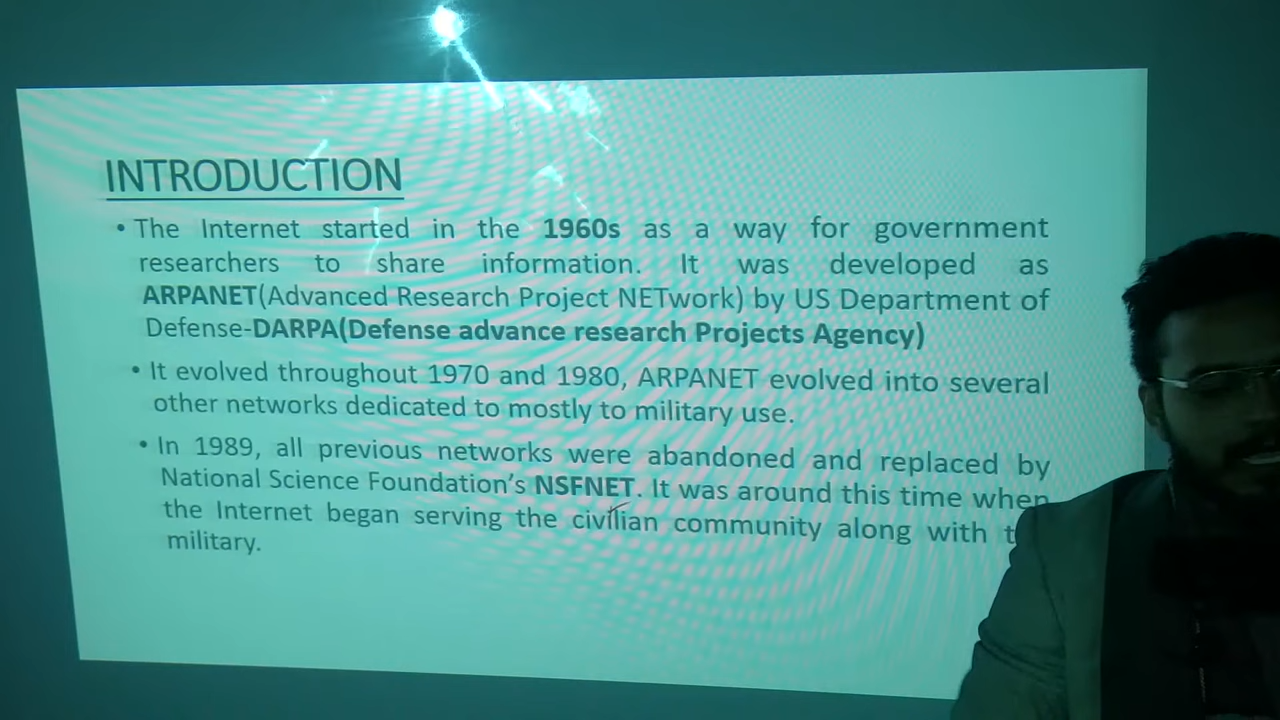 INTRODUCTION
• The Internet started in the 1960s as a way for government
researchers to share information. It was developed as
ARPANET(Advanced Research Project NETwork) by US Department of
Defense-DARPA(Defense advance research Projects Agency)
• It evolved throughout 1970 and 1980, ARPANET evolved into several
other networks dedicated to mostly to military use.
• In 1989, all previous networks were abandoned and replaced by
National Science Foundation's NSFNET. It was around this time when
the Internet began serving the civilian community along with
military.